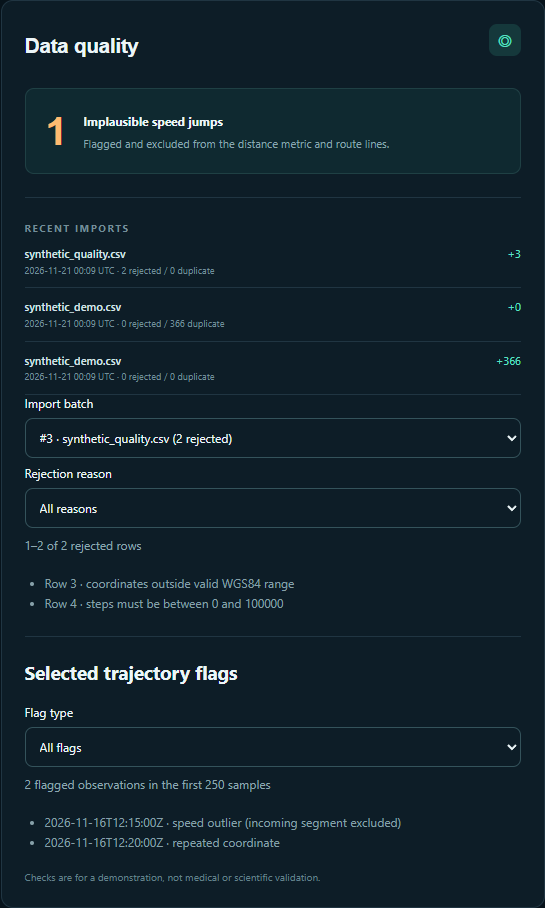 Data quality
1
Implausible speed jumps
Flagged and excluded from the distance metric and route lines.
RECENT IMPORTS
synthetic_quality.csv
+3
2026-11-21 00:09 UTC · 2 rejected / 0 duplicate
synthetic_demo.csv
+0
2026-11-21 00:09 UTC · 0 rejected / 366 duplicate
synthetic_demo.csv
+366
2026-11-21 00:09 UTC · 0 rejected / 0 duplicate
Import batch
#3 · synthetic_quality.csv (2 rejected)
Rejection reason
All reasons
1–2 of 2 rejected rows
• Row 3 · coordinates outside valid WGS84 range
• Row 4 · steps must be between 0 and 100000
Selected trajectory flags
Flag type
All flags
2 flagged observations in the first 250 samples
• 2026-11-16T12:15:00Z · speed outlier (incoming segment excluded)
• 2026-11-16T12:20:00Z · repeated coordinate
Checks are for a demonstration, not medical or scientific validation.